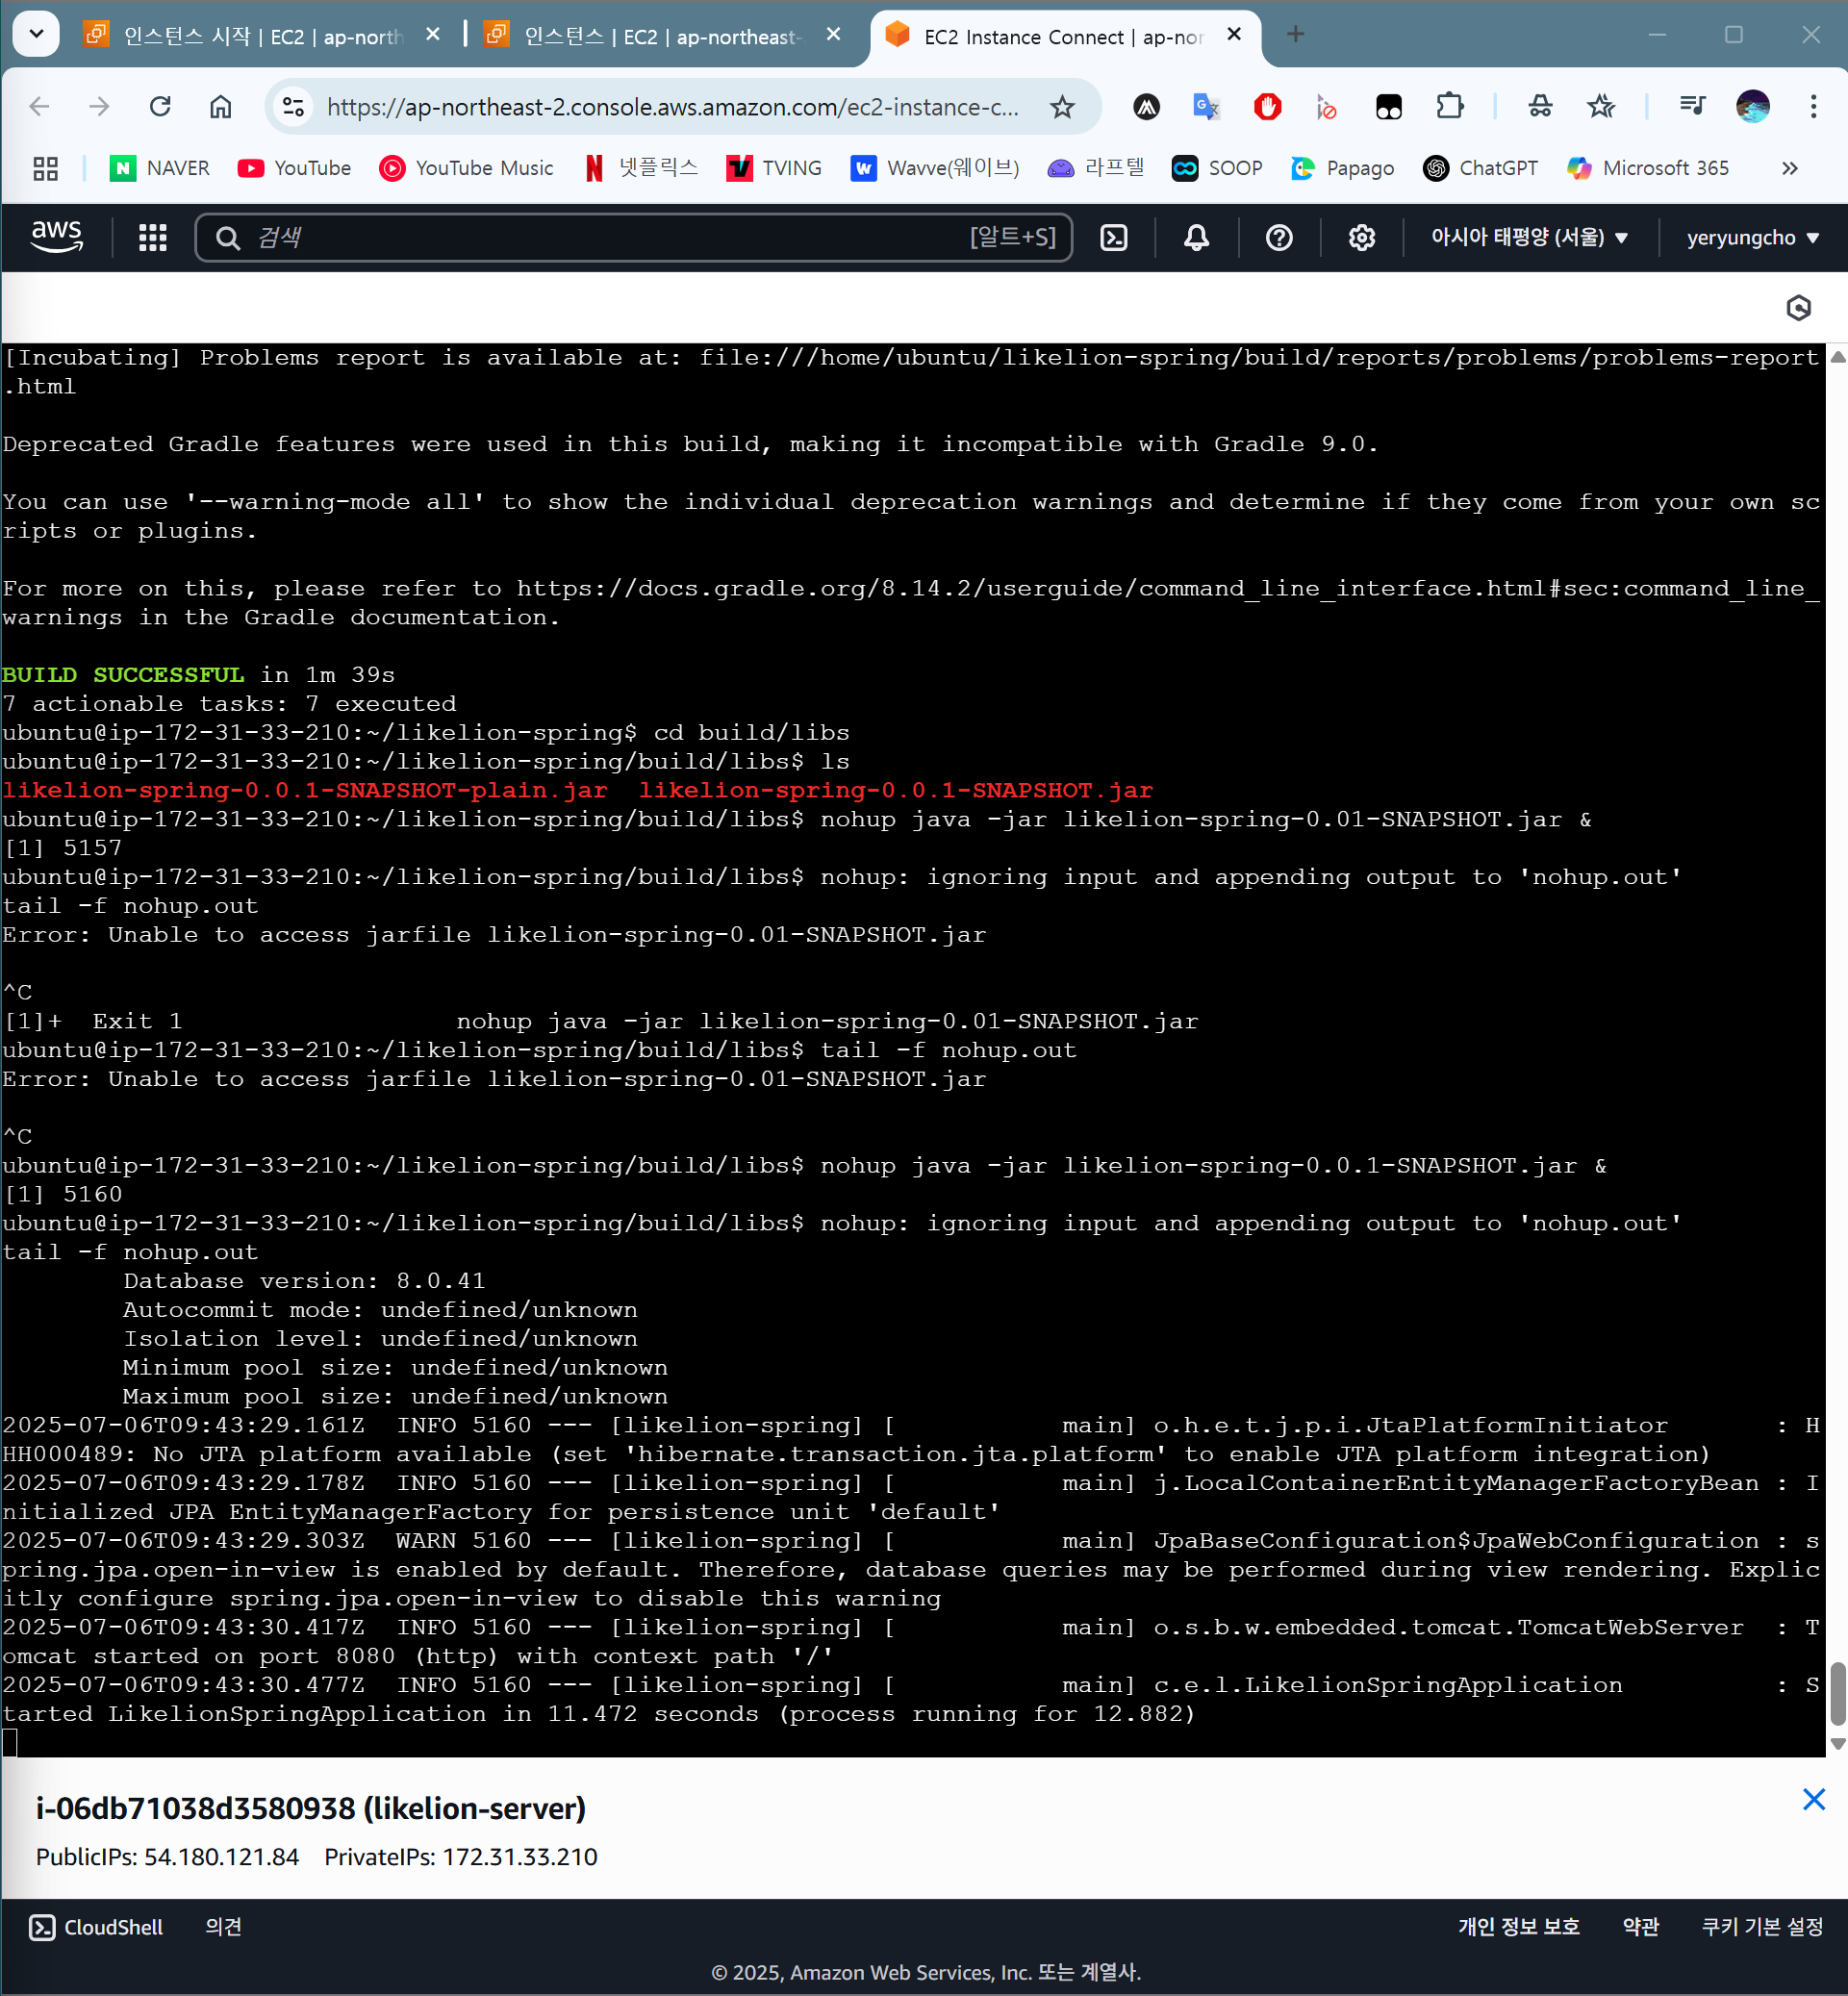 인스턴스 시작 | EC2 | ap-north
인스턴스 | EC2 | ap-northeast-
EC2 Instance Connect | ap-nor
https://ap-northeast-2.console.aws.amazon.com/ec2-instance-c...
NAVER YouTube YouTube Music 넷플릭스 TVING Wavve(웨이브) 라프텔 SOOP Papago ChatGPT Microsoft 365
aws 검색 [알트+S] 아시아 태평양 (서울) yeryungcho
[Incubating] Problems report is available at: file:///home/ubuntu/likelion-spring/build/reports/problems/problems-report
.html
Deprecated Gradle features were used in this build, making it incompatible with Gradle 9.0.
You can use '--warning-mode all' to show the individual deprecation warnings and determine if they come from your own sc
ripts or plugins.
For more on this, please refer to https://docs.gradle.org/8.14.2/userguide/command_line_interface.html#sec:command_line_
warnings in the Gradle documentation.
BUILD SUCCESSFUL in 1m 39s
7 actionable tasks: 7 executed
ubuntu@ip-172-31-33-210:~/likelion-spring$ cd build/libs
ubuntu@ip-172-31-33-210:~/likelion-spring/build/libs$ ls
likelion-spring-0.0.1-SNAPSHOT-plain.jar  likelion-spring-0.0.1-SNAPSHOT.jar
ubuntu@ip-172-31-33-210:~/likelion-spring/build/libs$ nohup java -jar likelion-spring-0.01-SNAPSHOT.jar &
[1] 5157
ubuntu@ip-172-31-33-210:~/likelion-spring/build/libs$ nohup: ignoring input and appending output to 'nohup.out'
tail -f nohup.out
Error: Unable to access jarfile likelion-spring-0.01-SNAPSHOT.jar
^C
[1]+  Exit 1                  nohup java -jar likelion-spring-0.01-SNAPSHOT.jar
ubuntu@ip-172-31-33-210:~/likelion-spring/build/libs$ tail -f nohup.out
Error: Unable to access jarfile likelion-spring-0.01-SNAPSHOT.jar
^C
ubuntu@ip-172-31-33-210:~/likelion-spring/build/libs$ nohup java -jar likelion-spring-0.0.1-SNAPSHOT.jar &
[1] 5160
ubuntu@ip-172-31-33-210:~/likelion-spring/build/libs$ nohup: ignoring input and appending output to 'nohup.out'
tail -f nohup.out
        Database version: 8.0.41
        Autocommit mode: undefined/unknown
        Isolation level: undefined/unknown
        Minimum pool size: undefined/unknown
        Maximum pool size: undefined/unknown
2025-07-06T09:43:29.161Z  INFO 5160 --- [likelion-spring] [           main] o.h.e.t.j.p.i.JtaPlatformInitiator       : H
HH000489: No JTA platform available (set 'hibernate.transaction.jta.platform' to enable JTA platform integration)
2025-07-06T09:43:29.178Z  INFO 5160 --- [likelion-spring] [           main] j.LocalContainerEntityManagerFactoryBean : I
nitialized JPA EntityManagerFactory for persistence unit 'default'
2025-07-06T09:43:29.303Z  WARN 5160 --- [likelion-spring] [           main] JpaBaseConfiguration$JpaWebConfiguration : s
pring.jpa.open-in-view is enabled by default. Therefore, database queries may be performed during view rendering. Explic
itly configure spring.jpa.open-in-view to disable this warning
2025-07-06T09:43:30.417Z  INFO 5160 --- [likelion-spring] [           main] o.s.b.w.embedded.tomcat.TomcatWebServer  : T
omcat started on port 8080 (http) with context path '/'
2025-07-06T09:43:30.477Z  INFO 5160 --- [likelion-spring] [           main] c.e.l.LikelionSpringApplication          : S
tarted LikelionSpringApplication in 11.472 seconds (process running for 12.882)
i-06db71038d3580938 (likelion-server)
PublicIPs: 54.180.121.84 PrivateIPs: 172.31.33.210
CloudShell 의견 개인 정보 보호 약관 쿠키 기본 설정
© 2025, Amazon Web Services, Inc. 또는 계열사.